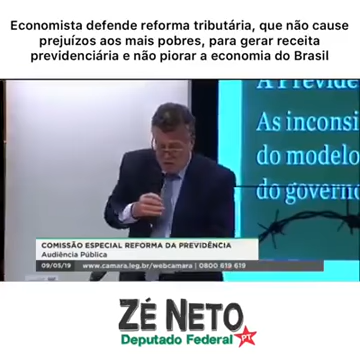 Economista defende reforma tributária, que não cause
prejuízos aos mais pobres, para gerar receita
previdenciária e não piorar a economia do Brasil
A Previdên
As inconsi
do modelo
do governo
COMISSÃO ESPECIAL REFORMA DA PREVIDÊNCIA
Audiência Pública
09/05/19 www.camara.leg.br/webcamara | 0800 619 619
ZÉ NETO
Deputado Federal PT